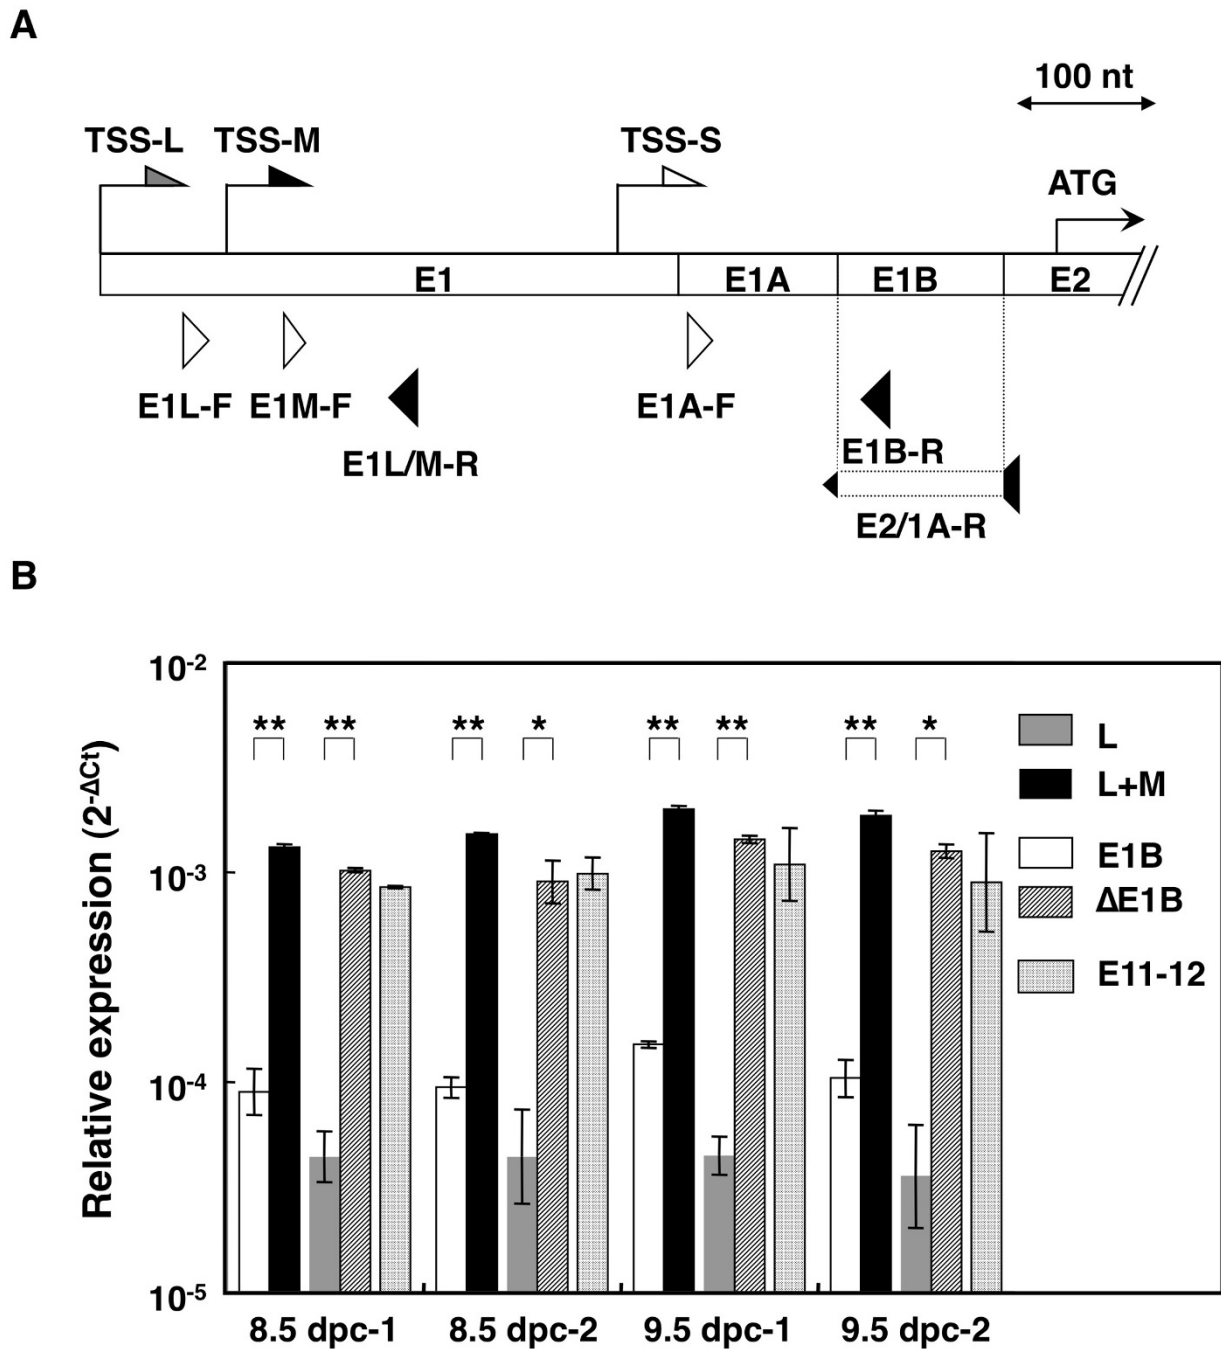 A
100 nt
TSS-L TSS-M TSS-S
ATG
E1 E1A E1B E2
E1L-F E1M-F E1A-F
E1L/M-R E1B-R
E2/1A-R
B
Relative expression (2-ΔCt)
10-2
** ** ** * ** ** ** *
L
L+M
10-3
E1B
ΔE1B
E11-12
10-4
10-5
8.5 dpc-1 8.5 dpc-2 9.5 dpc-1 9.5 dpc-2